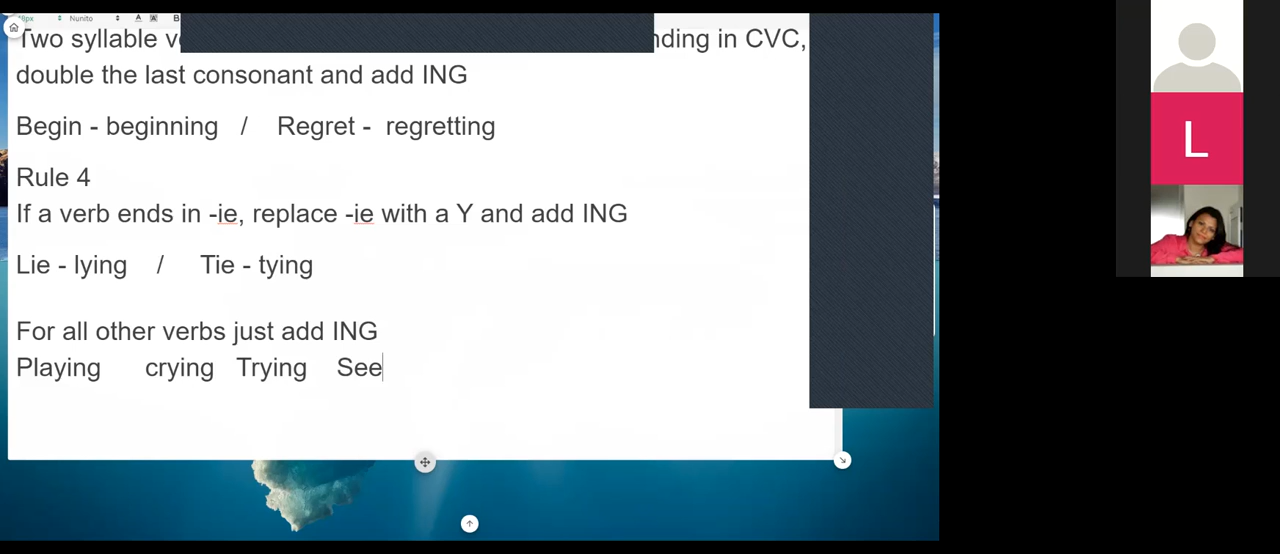 Nunito A A B
Two syllable nding in CVC,
double the last consonant and add ING
Begin - beginning / Regret - regretting
Rule 4
If a verb ends in -ie, replace -ie with a Y and add ING
Lie - lying / Tie - tying
For all other verbs just add ING
Playing crying Trying See
L